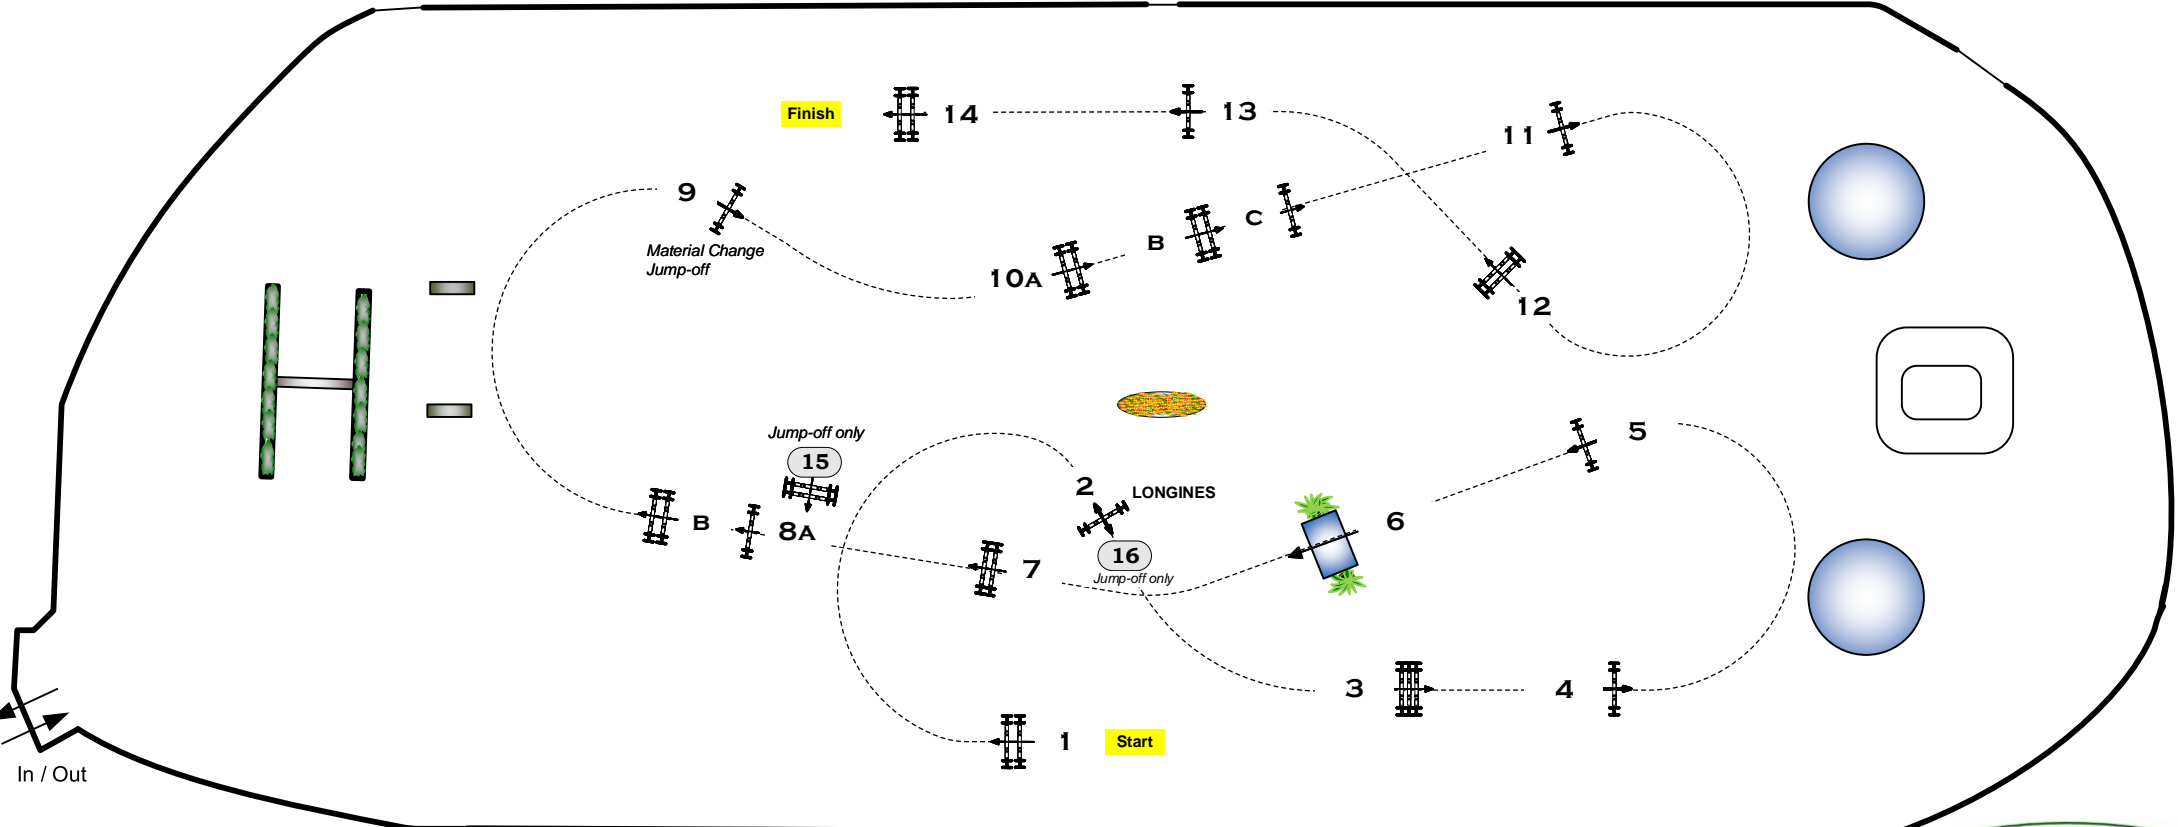 Finish
14
13
11
9
Material Change
Jump-off
10A
B
C
12
Jump-off only
15
5
2
LONGINES
B
8A
6
16
Jump-off only
7
3
4
1
Start
In / Out